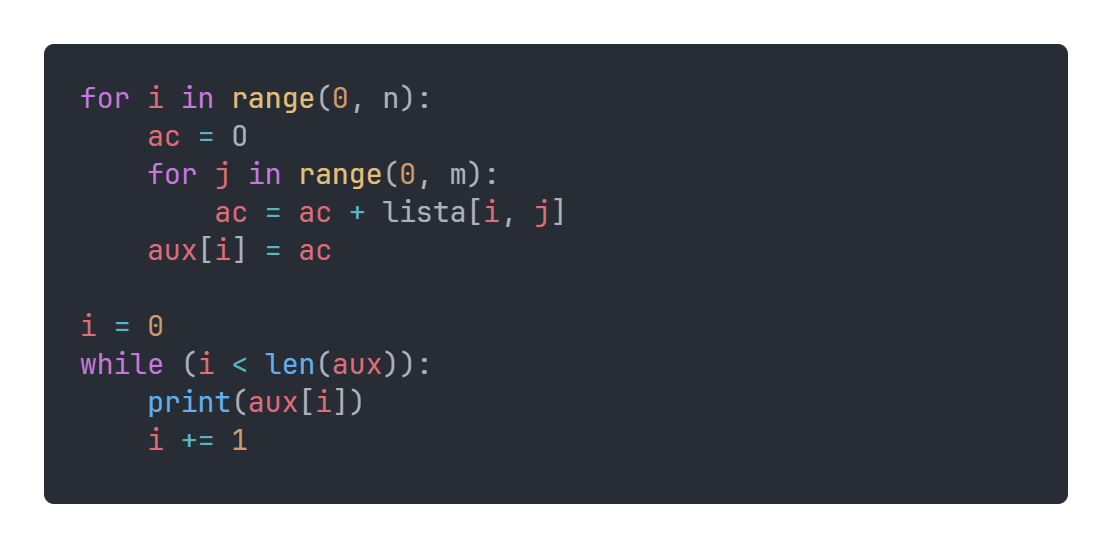 for i in range(0, n):
    ac = O
    for j in range(0, m):
        ac = ac + lista[i, j]
    aux[i] = ac
i = 0
while (i < len(aux)):
    print(aux[i])
    i += 1